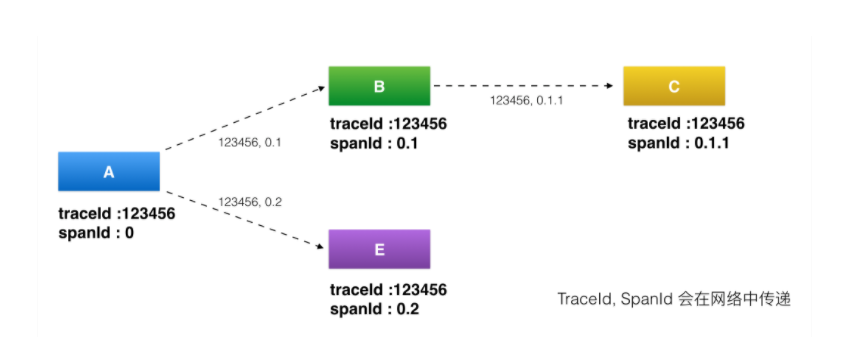 B
C
123456, 0.1.1
traceId :123456
spanId : 0.1
traceId :123456
spanId : 0.1.1
123456, 0.1
A
123456, 0.2
traceId :123456
spanId : 0
E
traceId :123456
spanId : 0.2
TraceId, SpanId 会在网络中传递